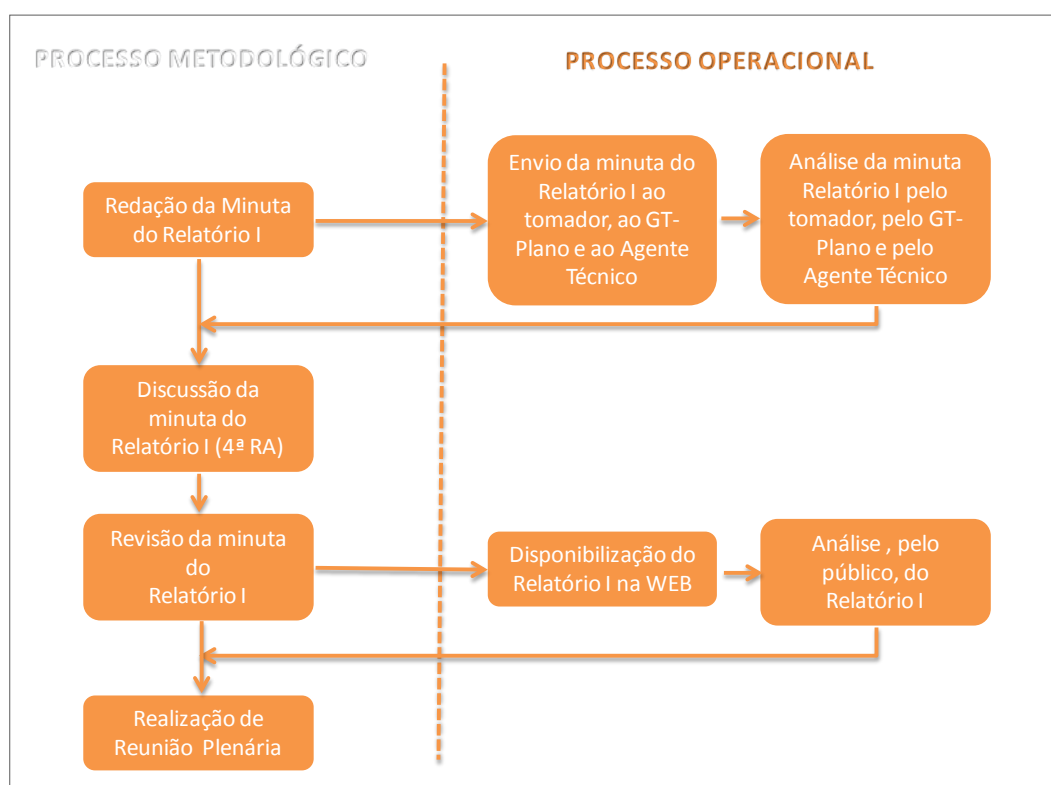 PROCESSO METODOLÓGICO
PROCESSO OPERACIONAL
Redação da Minuta
do Relatório I
Envio da minuta do
Relatório I ao
tomador, ao GT-
Plano e ao Agente
Técnico
Análise da minuta
Relatório I pelo
tomador, pelo GT-
Plano e pelo
Agente Técnico
Discussão da
minuta do
Relatório I (4ª RA)
Revisão da minuta
do
Relatório I
Disponibilização do
Relatório I na WEB
Análise , pelo
público, do
Relatório I
Realização de
Reunião Plenária